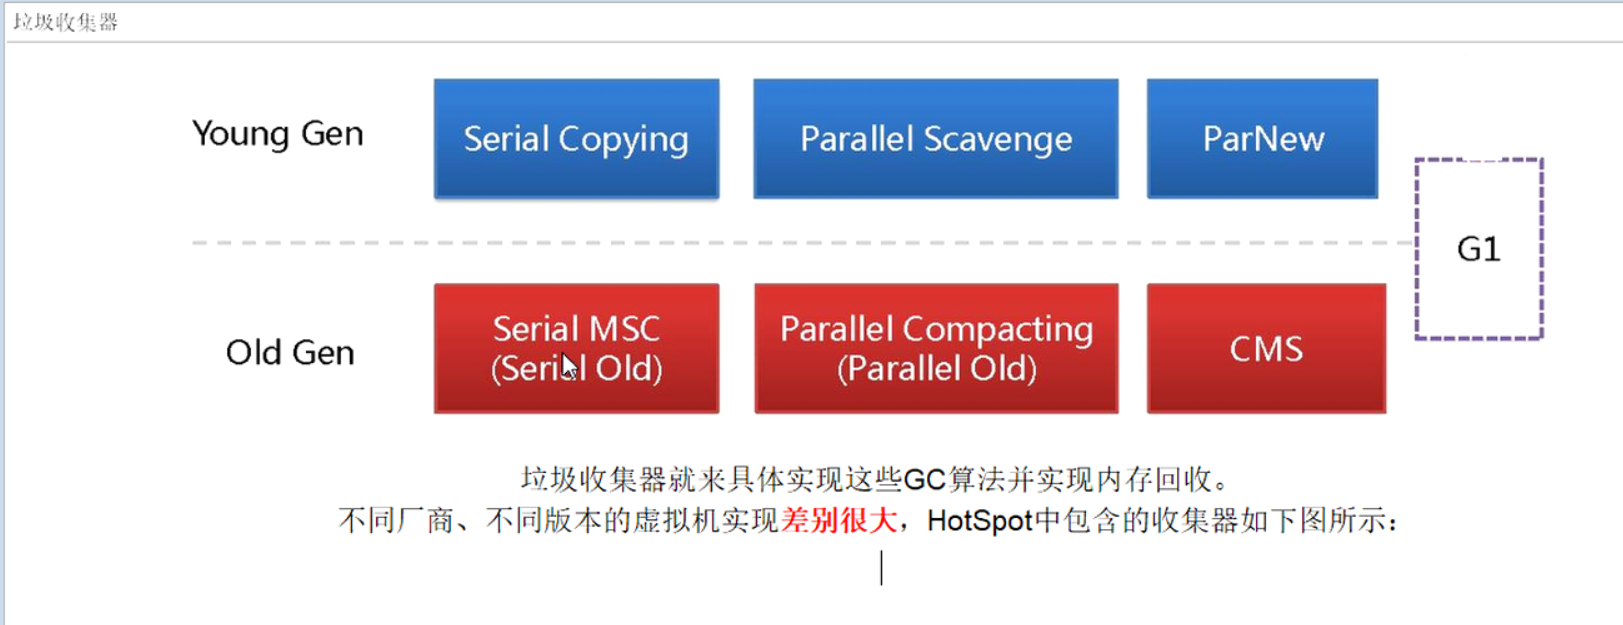 垃圾收集器
Young Gen
Serial Copying
Parallel Scavenge
ParNew
G1
Old Gen
Serial MSC
(Serial Old)
Parallel Compacting
(Parallel Old)
CMS
垃圾收集器就来具体实现这些GC算法并实现内存回收。
不同厂商、不同版本的虚拟机实现差别很大，HotSpot中包含的收集器如下图所示：